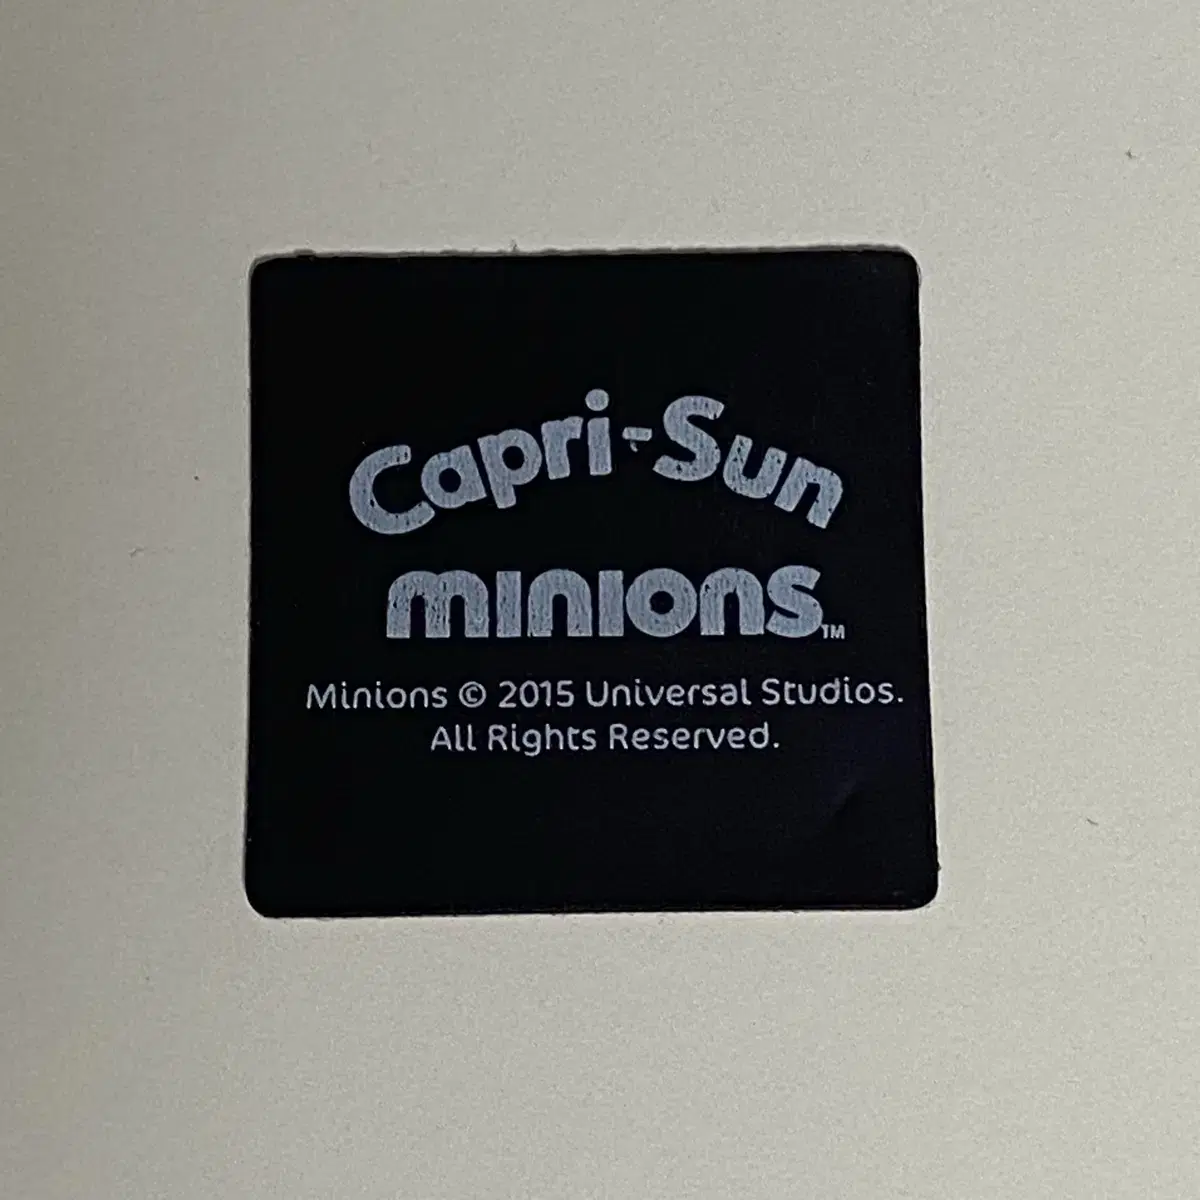 Capri-Sun
minions™
Minions © 2015 Universal Studios.
All Rights Reserved.